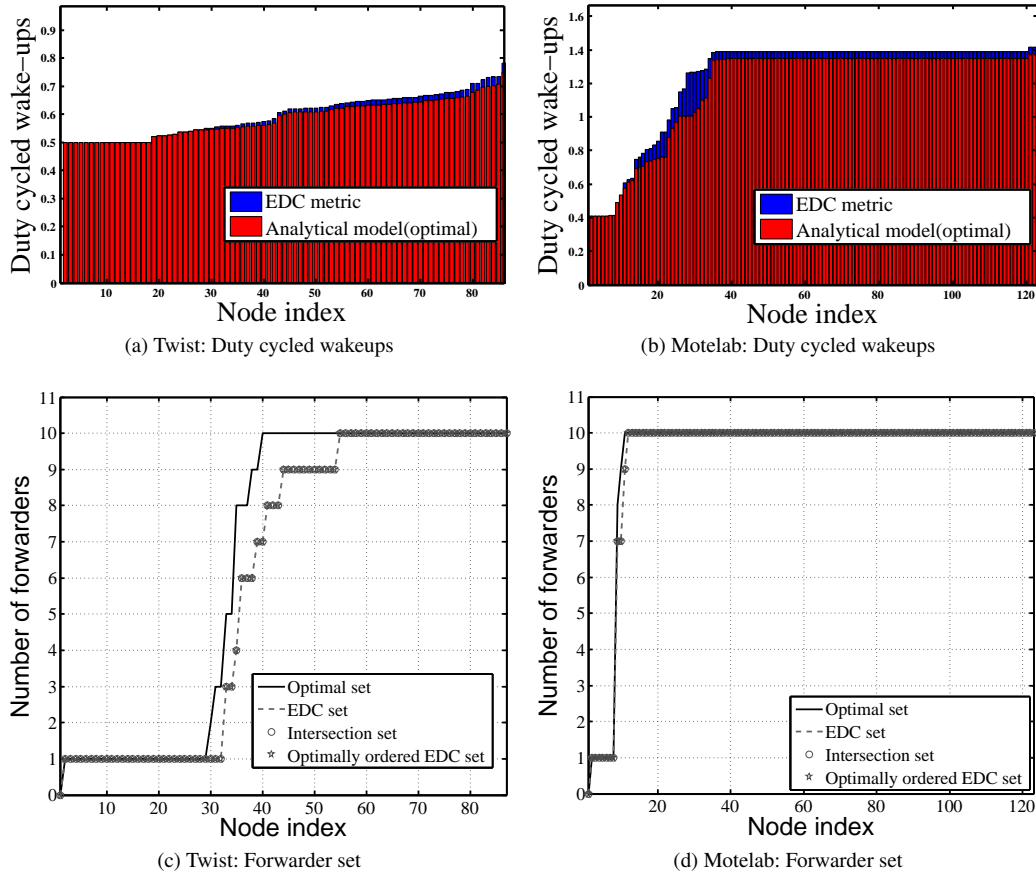 Duty cycled wake-ups
0.9
0.8
0.7
0.6
0.5
0.4
0.3
0.2
0.1
0
10
20
30
40
50
60
70
80
EDC metric
Analytical model(optimal)
Node index
(a) Twist: Duty cycled wakeups
Duty cycled wake-ups
1.6
1.4
1.2
1
0.8
0.6
0.4
0.2
0
20
40
60
80
100
120
EDC metric
Analytical model(optimal)
Node index
(b) Motelab: Duty cycled wakeups
Number of forwarders
11
10
9
8
7
6
5
4
3
2
1
0
10
20
30
40
50
60
70
80
Optimal set
EDC set
Intersection set
Optimally ordered EDC set
Node index
(c) Twist: Forwarder set
Number of forwarders
11
10
9
8
7
6
5
4
3
2
1
0
20
40
60
80
100
120
Optimal set
EDC set
Intersection set
Optimally ordered EDC set
Node index
(d) Motelab: Forwarder set